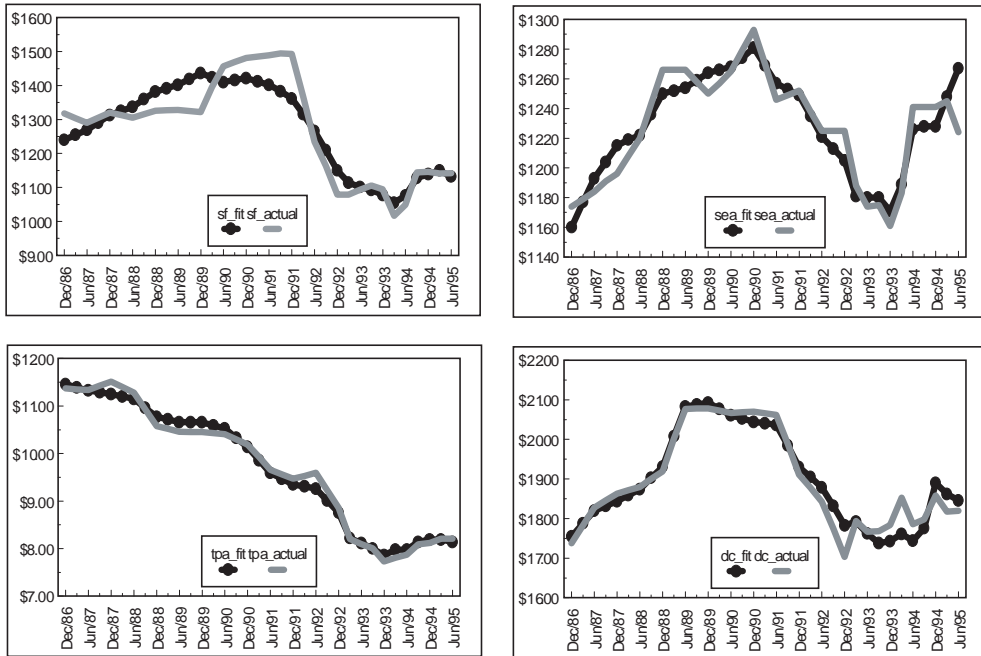 $1600
$1500
$1400
$1300
$1200
$1100
$1000
$9.00
sf_fit sf_actual
Dec/86
Jun/87
Dec/87
Jun/88
Dec/88
Jun/89
Dec/89
Jun/90
Dec/90
Jun/91
Dec/91
Jun/92
Dec/92
Jun/93
Dec/93
Jun/94
Dec/94
Jun/95
$1300
$1280
$1260
$1240
$1220
$1200
$1180
$1160
$1140
sea_fit sea_actual
Dec/86
Jun/87
Dec/87
Jun/88
Dec/88
Jun/89
Dec/89
Jun/90
Dec/90
Jun/91
Dec/91
Jun/92
Dec/92
Jun/93
Dec/93
Jun/94
Dec/94
Jun/95
$1200
$1100
$1000
$9.00
$8.00
$7.00
tpa_fit tpa_actual
Dec/86
Jun/87
Dec/87
Jun/88
Dec/88
Jun/89
Dec/89
Jun/90
Dec/90
Jun/91
Dec/91
Jun/92
Dec/92
Jun/93
Dec/93
Jun/94
Dec/94
Jun/95
$2200
$2100
$2000
$1900
$1800
$1700
$1600
dc_fit dc_actual
Dec/86
Jun/87
Dec/87
Jun/88
Dec/88
Jun/89
Dec/89
Jun/90
Dec/90
Jun/91
Dec/91
Jun/92
Dec/92
Jun/93
Dec/93
Jun/94
Dec/94
Jun/95